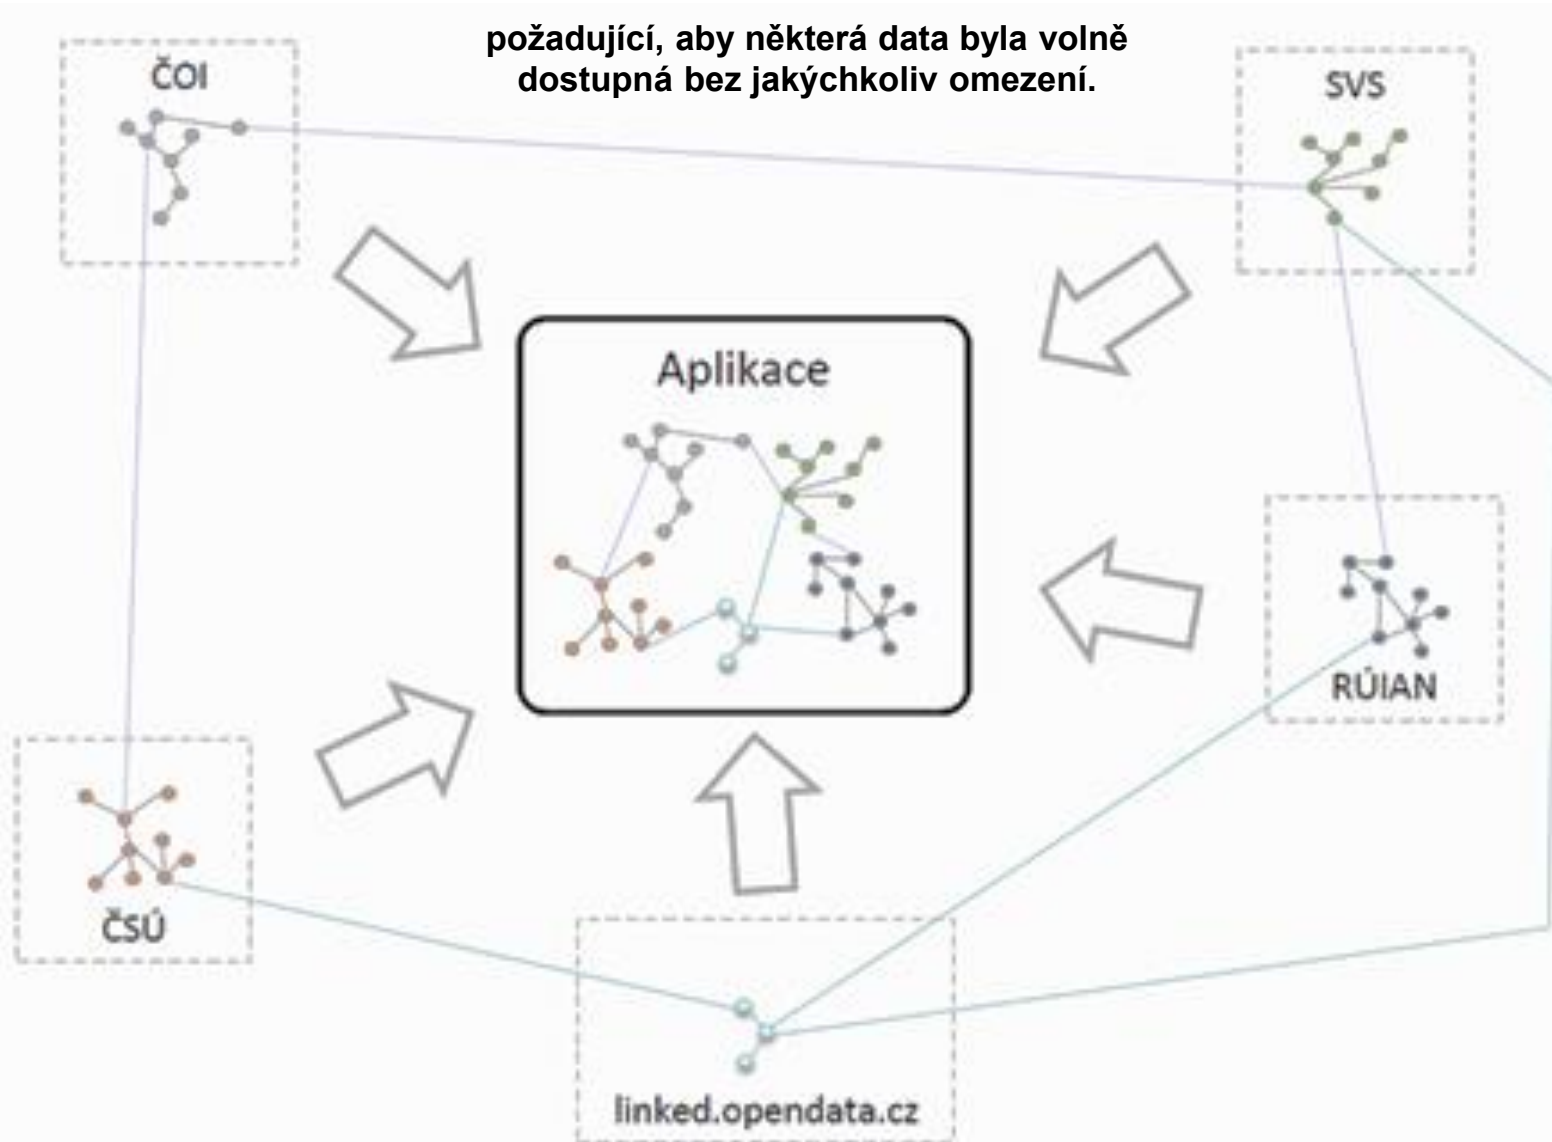 požadující, aby některá data byla volně
dostupná bez jakýchkoliv omezení.
ČOI
SVS
Aplikace
RÚIAN
ČSÚ
linked.opendata.cz